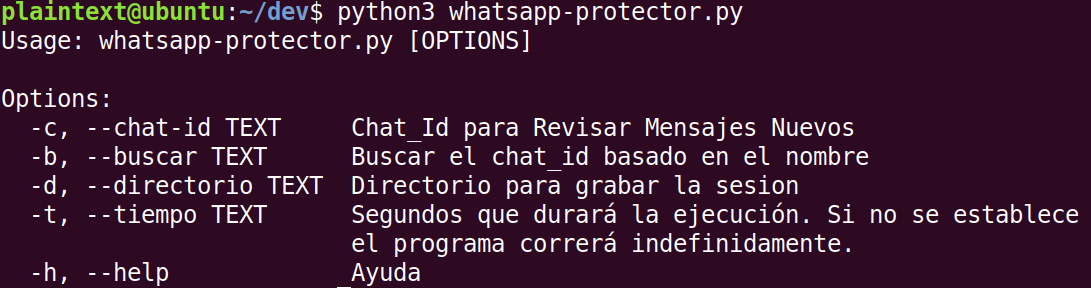 plaintext@ubuntu:~/dev$ python3 whatsapp-protector.py
Usage: whatsapp-protector.py [OPTIONS]
Options:
-c, --chat-id TEXT Chat_Id para Revisar Mensajes Nuevos
-b, --buscar TEXT Buscar el chat_id basado en el nombre
-d, --directorio TEXT Directorio para grabar la sesion
-t, --tiempo TEXT Segundos que durará la ejecución. Si no se establece
el programa correrá indefinidamente.
-h, --help Ayuda